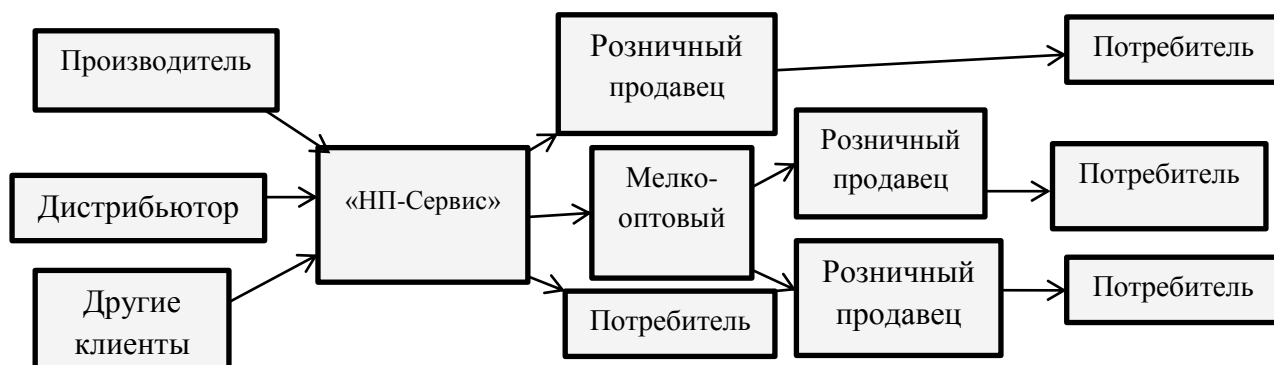 Производитель
Дистрибьютор
Другие
клиенты
«НП-Сервис»
Розничный
продавец
Мелко-
оптовый
Потребитель
Розничный
продавец
Розничный
продавец
Потребитель
Потребитель
Потребитель